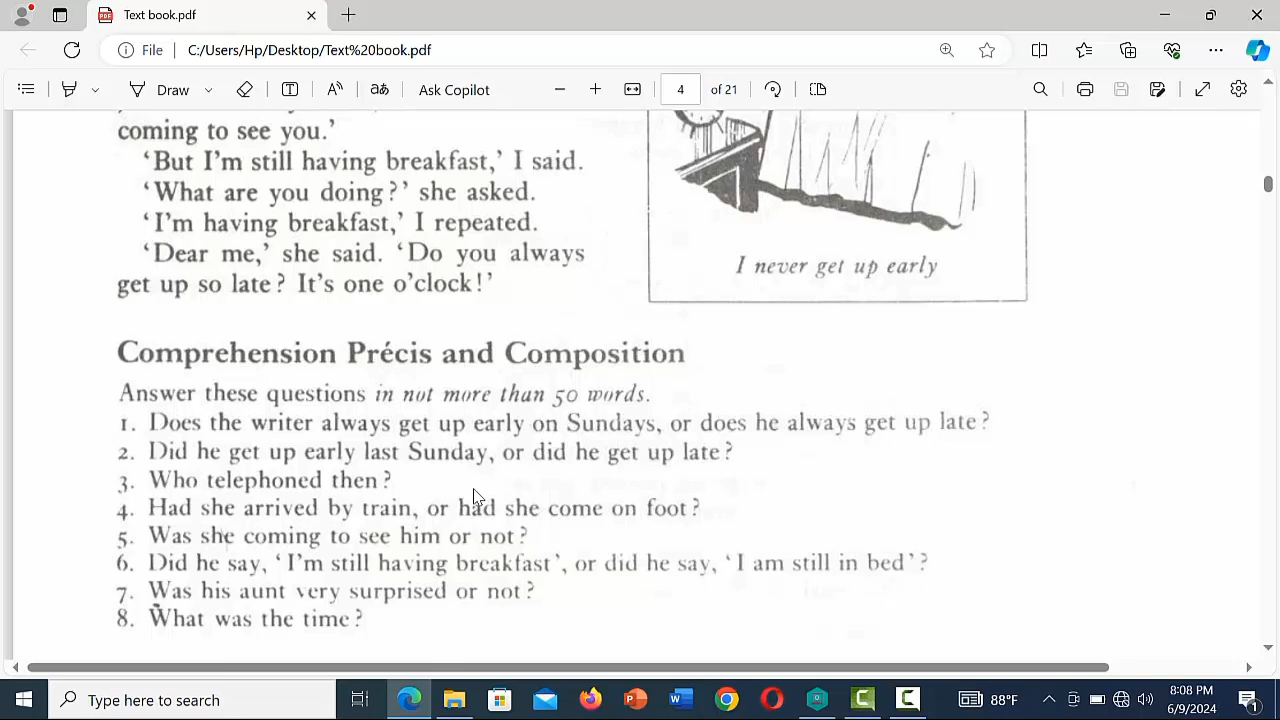 Text book.pdf
File
C:/Users/Hp/Desktop/Text%20book.pdf
Draw
Ask Copilot
4
of 21
coming to see you.’
‘But I’m still having breakfast,’ I said.
‘What are you doing?’ she asked.
‘I’m having breakfast,’ I repeated.
‘Dear me,’ she said. ‘Do you always
get up so late? It’s one o’clock!’
I never get up early
Comprehension Précis and Composition
Answer these questions in not more than 50 words.
1. Does the writer always get up early on Sundays, or does he always get up late?
2. Did he get up early last Sunday, or did he get up late?
3. Who telephoned then?
4. Had she arrived by train, or had she come on foot?
5. Was she coming to see him or not?
6. Did he say, ‘I’m still having breakfast’, or did he say, ‘I am still in bed’?
7. Was his aunt very surprised or not?
8. What was the time?
Type here to search
88°F
8:08 PM
6/9/2024
1